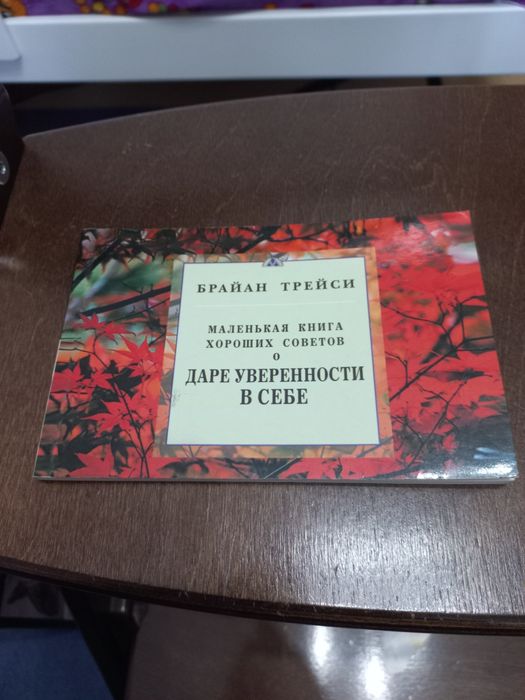 БРАЙАН ТРЕЙСИ
МАЛЕНЬКАЯ КНИГА
ХОРОШИХ СОВЕТОВ
О
ДАРЕ УВЕРЕННОСТИ
В СЕБЕ